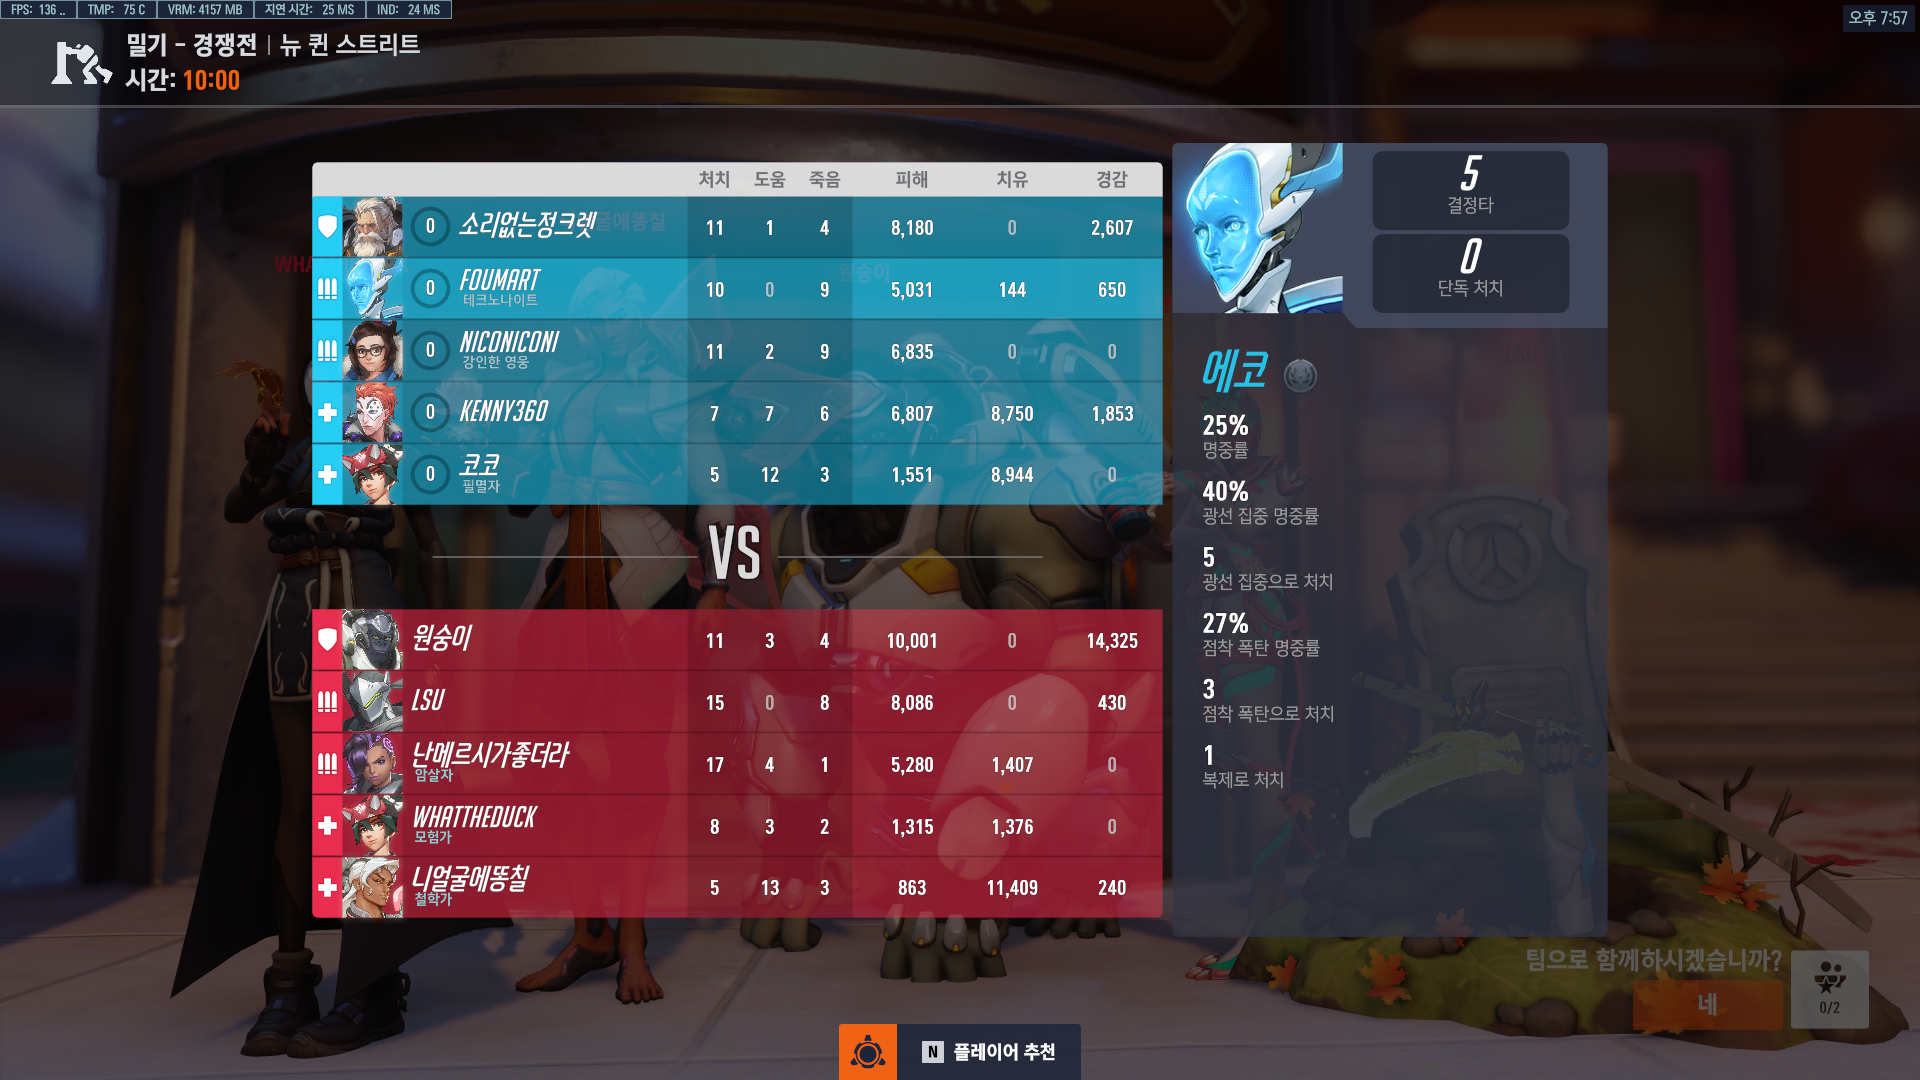 FPS: 136 .. TMP: 75 C VRM: 4157 MB 지연 시간: 25 MS IND: 24 MS
오후 7:57
밀기 - 경쟁전 | 뉴 퀸 스트리트
시간: 10:00
처치 도움 죽음 피해 치유 경감
0 소리없는정크렛 11 1 4 8,180 0 2,607
0 FOUMART 10 0 9 5,031 144 650
테크노나이트
0 NICONICONI 11 2 9 6,835 0 0
강인한 영웅
0 KENNY360 7 7 6 6,807 8,750 1,853
0 코코 5 12 3 1,551 8,944 0
필멸자
VS
원숭이 11 3 4 10,001 0 14,325
LSU 15 0 8 8,086 0 430
난메르시가좋더라 17 4 1 5,280 1,407 0
암살자
WHATTHEDUCK 8 3 2 1,315 1,376 0
모험가
니얼굴에똥칠 5 13 3 863 11,409 240
철학가
5
결정타
0
단독 처치
에코
25%
명중률
40%
광선 집중 명중률
5
광선 집중으로 처치
27%
점착 폭탄 명중률
3
점착 폭탄으로 처치
1
복제로 처치
팀으로 함께하시겠습니까?
네
0/2
N 플레이어 추천